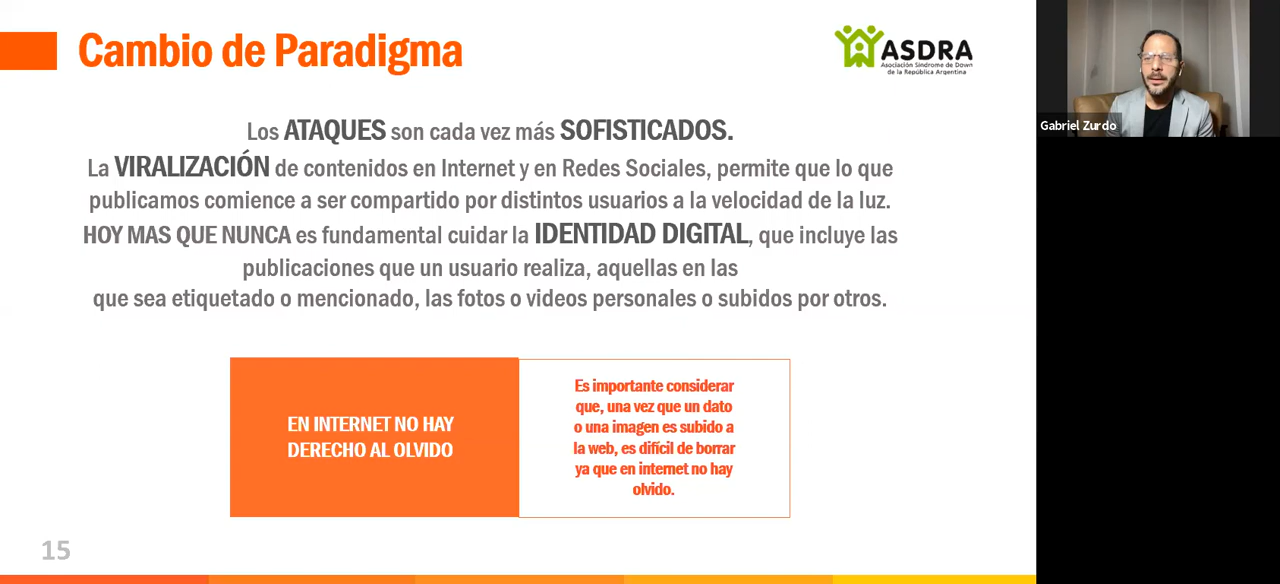 Cambio de Paradigma
ASDRA
Asociación Síndrome de Down
de la República Argentina
Gabriel Zurdo
Los ATAQUES son cada vez más SOFISTICADOS.
La VIRALIZACIÓN de contenidos en Internet y en Redes Sociales, permite que lo que
publicamos comience a ser compartido por distintos usuarios a la velocidad de la luz.
HOY MAS QUE NUNCA es fundamental cuidar la IDENTIDAD DIGITAL, que incluye las
publicaciones que un usuario realiza, aquellas en las
que sea etiquetado o mencionado, las fotos o videos personales o subidos por otros.
EN INTERNET NO HAY
DERECHO AL OLVIDO
Es importante considerar
que, una vez que un dato
o una imagen es subido a
la web, es difícil de borrar
ya que en internet no hay
olvido.
15